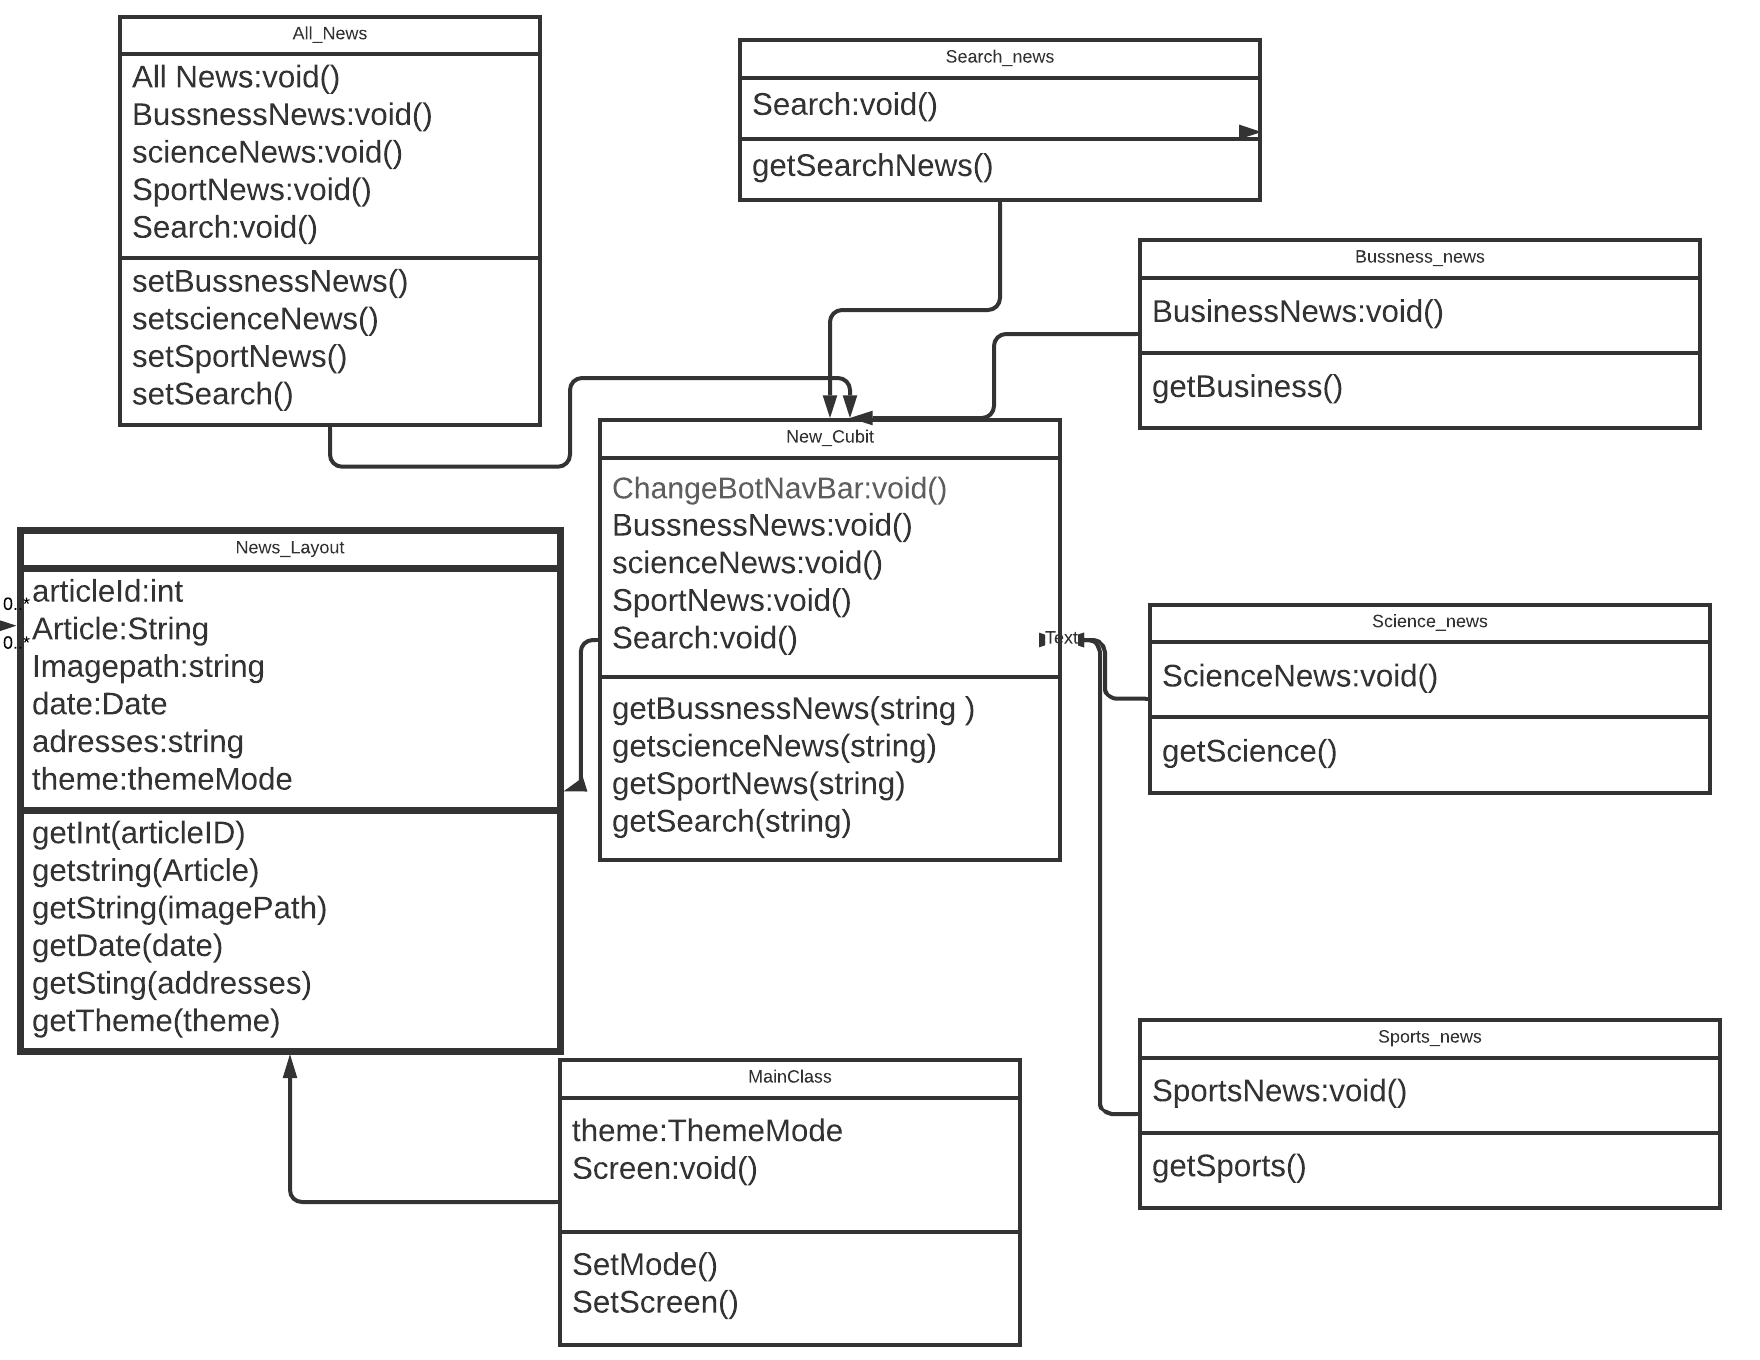 All_News
All News:void()
BussnessNews:void()
scienceNews:void()
SportNews:void()
Search:void()
setBussnessNews()
setscienceNews()
setSportNews()
setSearch()
Search_news
Search:void()
getSearchNews()
Bussness_news
BusinessNews:void()
getBusiness()
New_Cubit
ChangeBotNavBar:void()
BussnessNews:void()
scienceNews:void()
SportNews:void()
Search:void()
Text
getBussnessNews(string )
getscienceNews(string)
getSportNews(string)
getSearch(string)
News_Layout
0..*
0..*
articleId:int
Article:String
Imagepath:string
date:Date
adresses:string
theme:themeMode
getInt(articleID)
getstring(Article)
getString(imagePath)
getDate(date)
getSting(addresses)
getTheme(theme)
Science_news
ScienceNews:void()
getScience()
Sports_news
SportsNews:void()
getSports()
MainClass
theme:ThemeMode
Screen:void()
SetMode()
SetScreen()